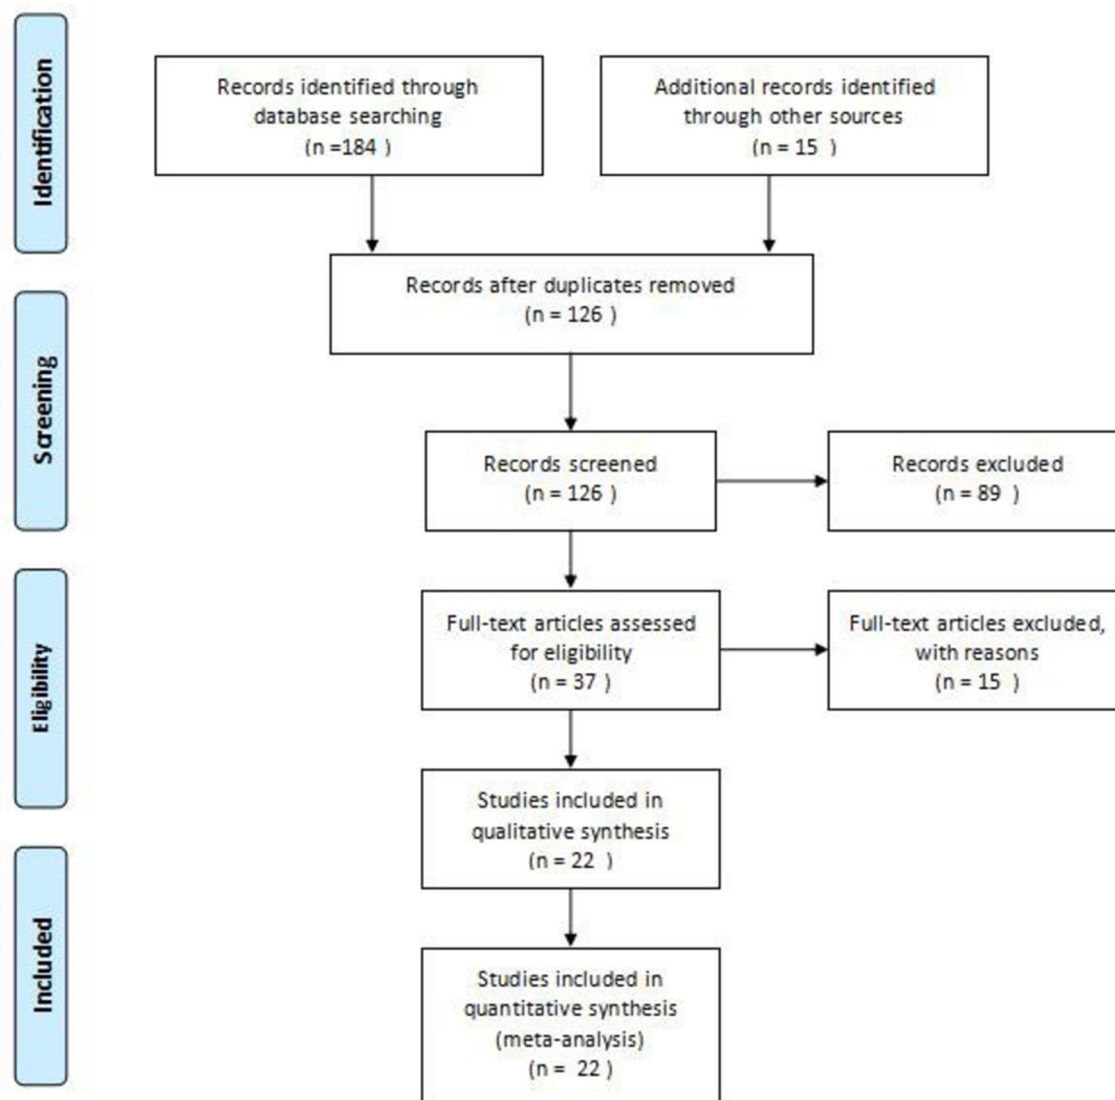 Identification
Records identified through
database searching
(n =184 )
Additional records identified
through other sources
(n = 15 )
Records after duplicates removed
(n = 126 )
Screening
Records screened
(n = 126 )
Records excluded
(n = 89 )
Eligibility
Full-text articles assessed
for eligibility
(n = 37 )
Full-text articles excluded,
with reasons
(n = 15 )
Studies included in
qualitative synthesis
(n = 22 )
Included
Studies included in
quantitative synthesis
(meta-analysis)
(n = 22 )